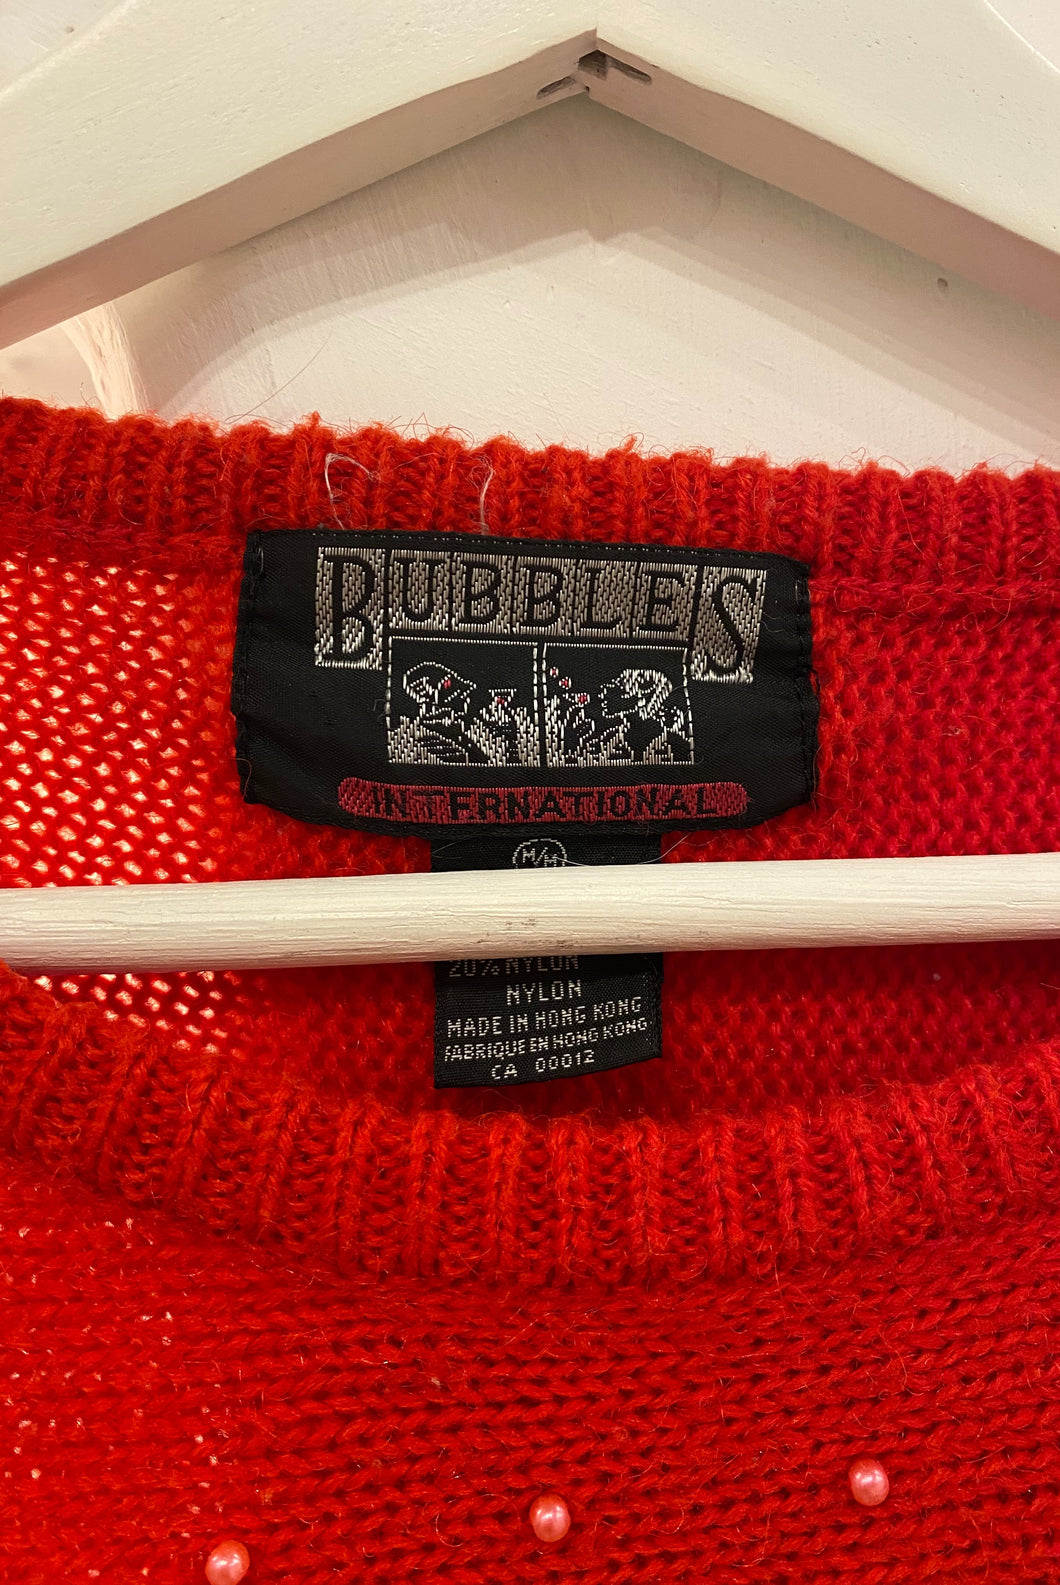 BUBBLES
INTERNATIONAL
M/M
20% NYLON
NYLON
MADE IN HONG KONG
FABRIQUE EN HONG KONG
CA 00012